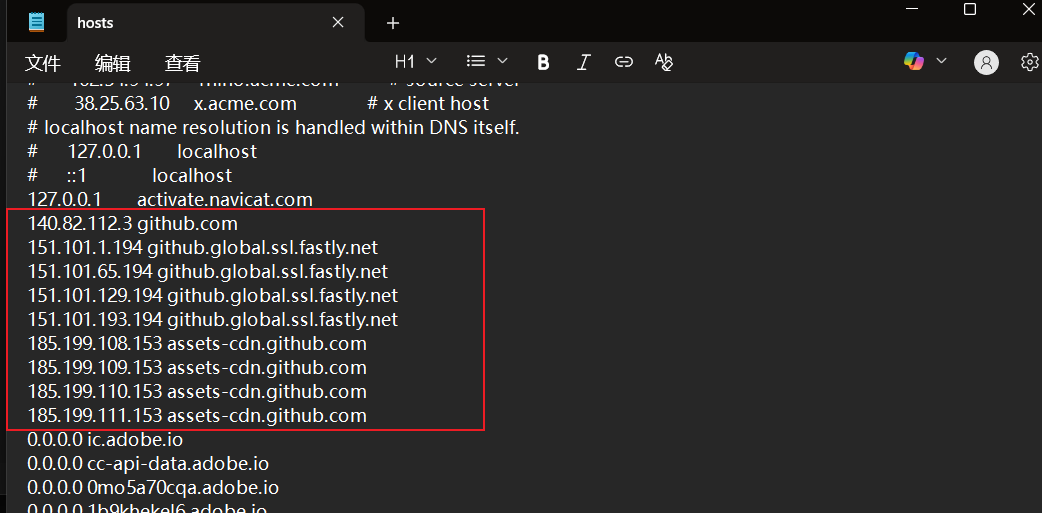 hosts
文件 编辑 查看 H1 B I
# source server
# 38.25.63.10 x.acme.com # x client host
# localhost name resolution is handled within DNS itself.
# 127.0.0.1 localhost
# ::1 localhost
127.0.0.1 activate.navicat.com
140.82.112.3 github.com
151.101.1.194 github.global.ssl.fastly.net
151.101.65.194 github.global.ssl.fastly.net
151.101.129.194 github.global.ssl.fastly.net
151.101.193.194 github.global.ssl.fastly.net
185.199.108.153 assets-cdn.github.com
185.199.109.153 assets-cdn.github.com
185.199.110.153 assets-cdn.github.com
185.199.111.153 assets-cdn.github.com
0.0.0.0 ic.adobe.io
0.0.0.0 cc-api-data.adobe.io
0.0.0.0 0mo5a70cqa.adobe.io
0.0.0.0 1b9khekel6.adobe.io